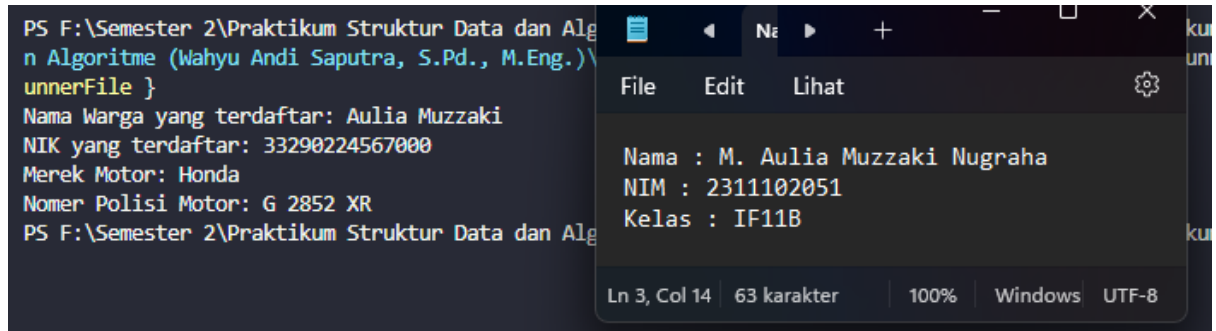 PS F:\Semester 2\Praktikum Struktur Data dan Alg
n Algoritme (Wahyu Andi Saputra, S.Pd., M.Eng.)\
unnerFile }
Nama Warga yang terdaftar: Aulia Muzzaki
NIK yang terdaftar: 33290224567000
Merek Motor: Honda
Nomer Polisi Motor: G 2852 XR
PS F:\Semester 2\Praktikum Struktur Data dan Alg
Na
File Edit Lihat
Nama : M. Aulia Muzzaki Nugraha
NIM : 2311102051
Kelas : IF11B
Ln 3, Col 14 63 karakter 100% Windows UTF-8